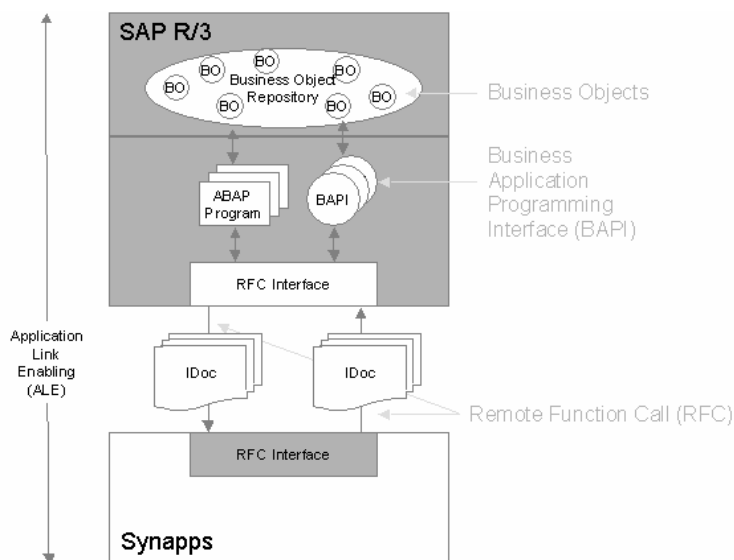 SAP R/3
BO
BO
BO
BO
BO
BO
BO
BO
Business Object
Repository
Business Objects
ABAP
Program
BAPI
Business
Application
Programming
Interface (BAPI)
RFC Interface
Application
Link
Enabling
(ALE)
IDoc
IDoc
Remote Function Call (RFC)
RFC Interface
Synapps